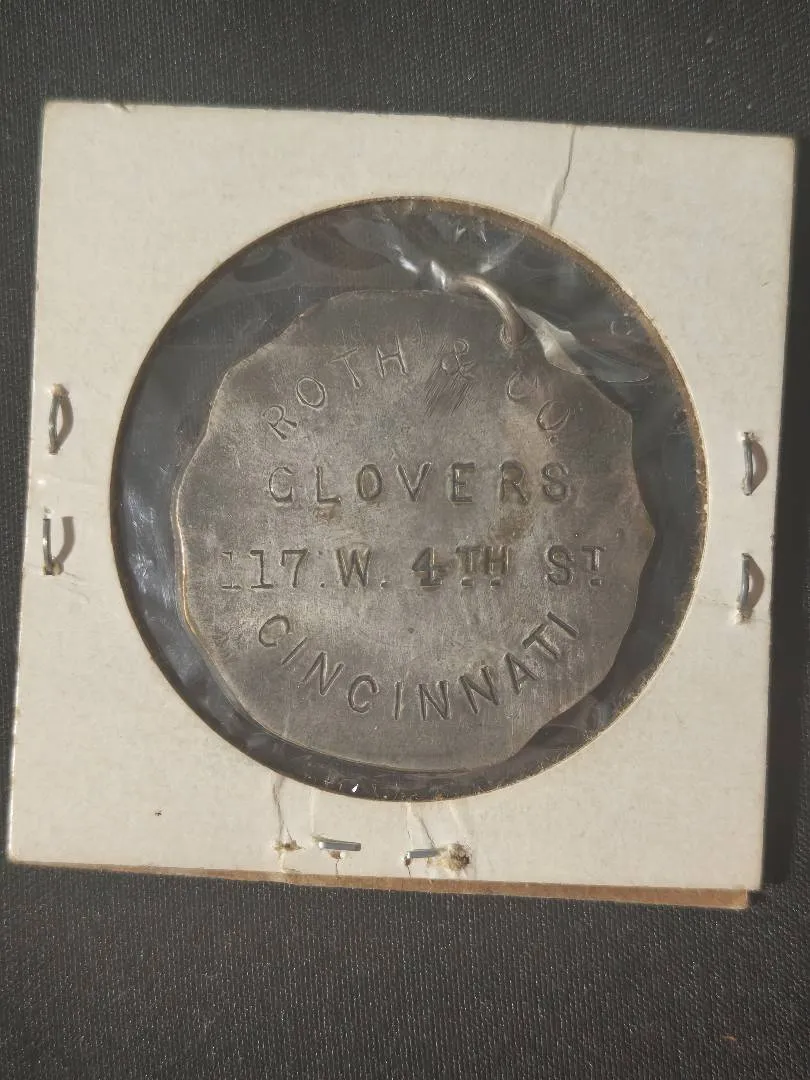 ROTH & CO.
GLOVERS
117. W. 4TH ST.
CINCINNATI